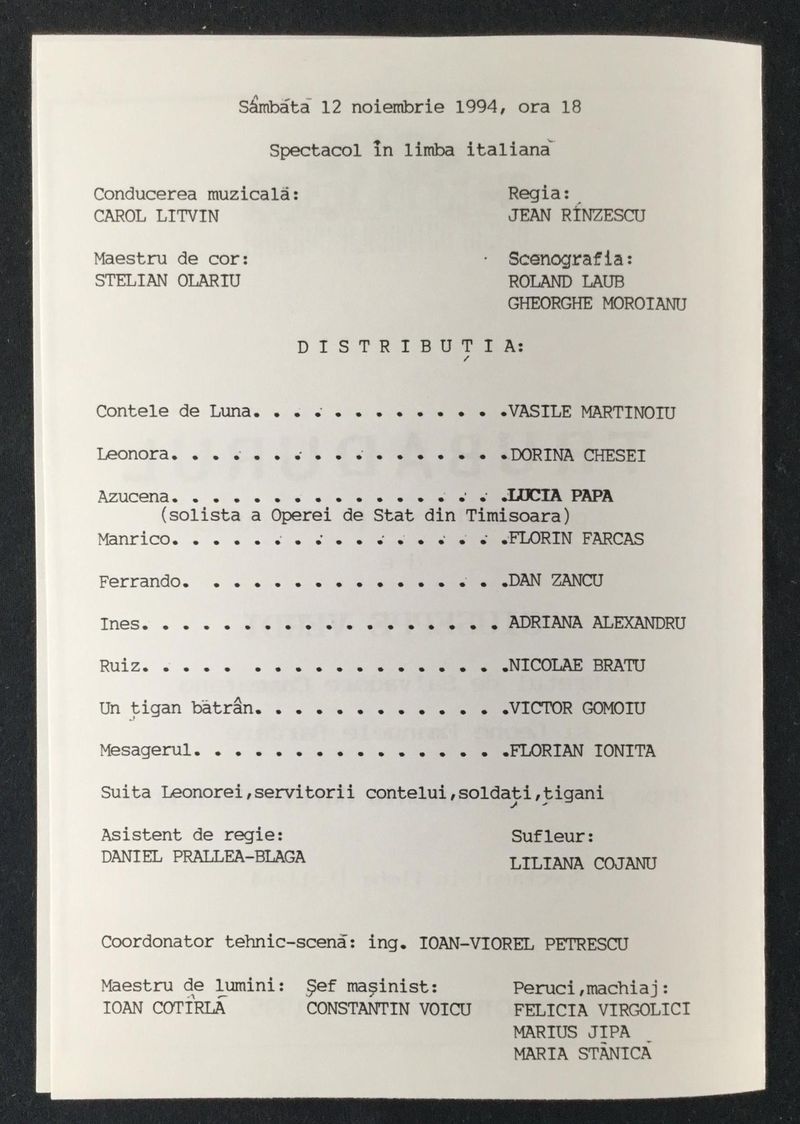 Sâmbătă 12 noiembrie 1994, ora 18
Spectacol în limba italiană
Conducerea muzicală: Regia:
CAROL LITVIN JEAN RÎNZESCU
Maestru de cor: Scenografia:
STELIAN OLARIU ROLAND LAUB
GHEORGHE MOROIANU
D I S T R I B U Ț I A:
Contele de Luna. . . . . . . . . . . . .VASILE MARTINOIU
Leonora. . . . . . . . . . . . . . . . .DORINA CHESEI
Azucena. . . . . . . . . . . . . . . . .LUCIA PAPA
(solista a Operei de Stat din Timisoara)
Manrico. . . . . . . . . . . . . . . . .FLORIN FARCAS
Ferrando. . . . . . . . . . . . . .DAN ZANCU
Ines. . . . . . . . . . . . . . . . . . ADRIANA ALEXANDRU
Ruiz. . . . . . . . . . . . . . . .NICOLAE BRATU
Un țigan bătrân. . . . . . . . . . . . .VICTOR GOMOIU
Mesagerul. . . . . . . . . . . . . . . .FLORIAN IONITA
Suita Leonorei,servitorii contelui,soldați,țigani
Asistent de regie: Sufleur:
DANIEL PRALLEA-BLAGA LILIANA COJANU
Coordonator tehnic-scenă: ing. IOAN-VIOREL PETRESCU
Maestru de lumini: Şef maşinist: Peruci,machiaj:
IOAN COTÎRLĂ CONSTANTIN VOICU FELICIA VIRGOLICI
MARIUS JIPA
MARIA STĂNICĂ